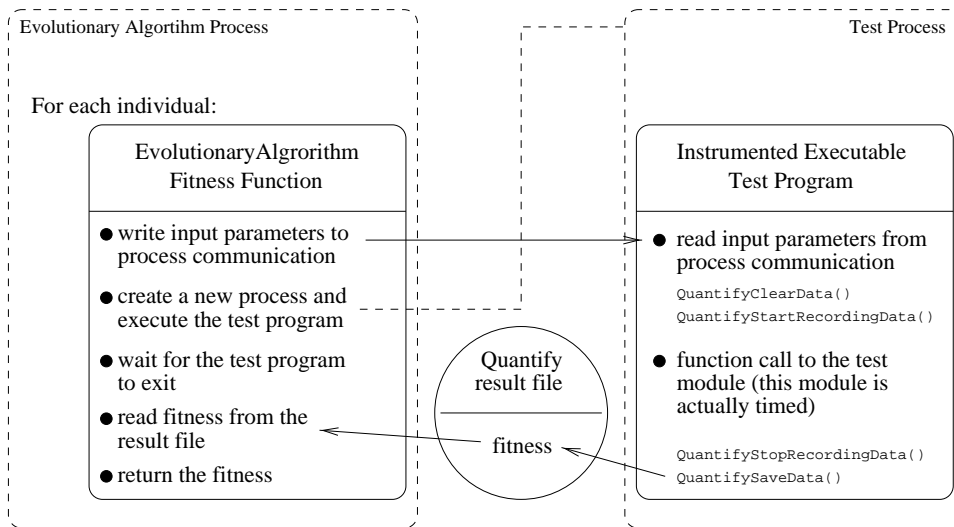 Evolutionary Algortihm Process
For each individual:
EvolutionaryAlgrorithm
Fitness Function
● write input parameters to
process communication
● create a new process and
execute the test program
● wait for the test program
to exit
● read fitness from the
result file
● return the fitness
Quantify
result file
fitness
Test Process
Instrumented Executable
Test Program
● read input parameters from
process communication
QuantifyClearData()
QuantifyStartRecordingData()
● function call to the test
module (this module is
actually timed)
QuantifyStopRecordingData()
QuantifySaveData()